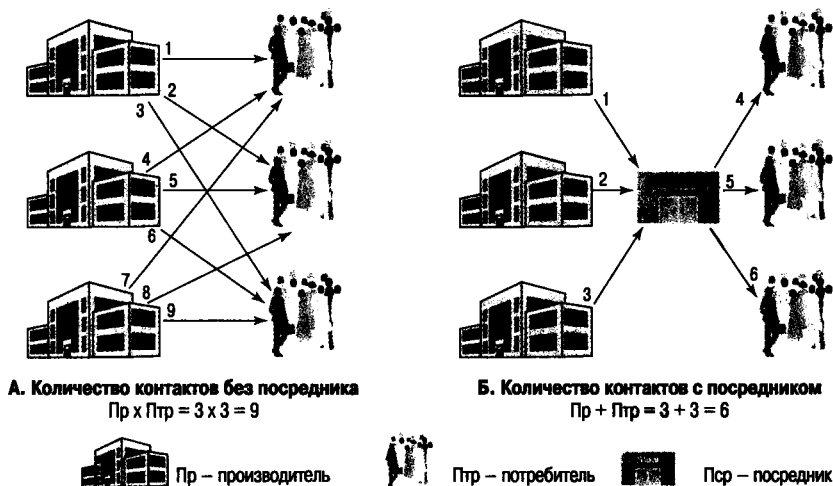 1
2
3
4
5
6
7
8
9
А. Количество контактов без посредника
Пр х Птр = 3 х 3 = 9
1
2
3
4
5
6
Б. Количество контактов с посредником
Пр + Птр = 3 + 3 = 6
Пр – производитель
Птр – потребитель
Пср – посредник